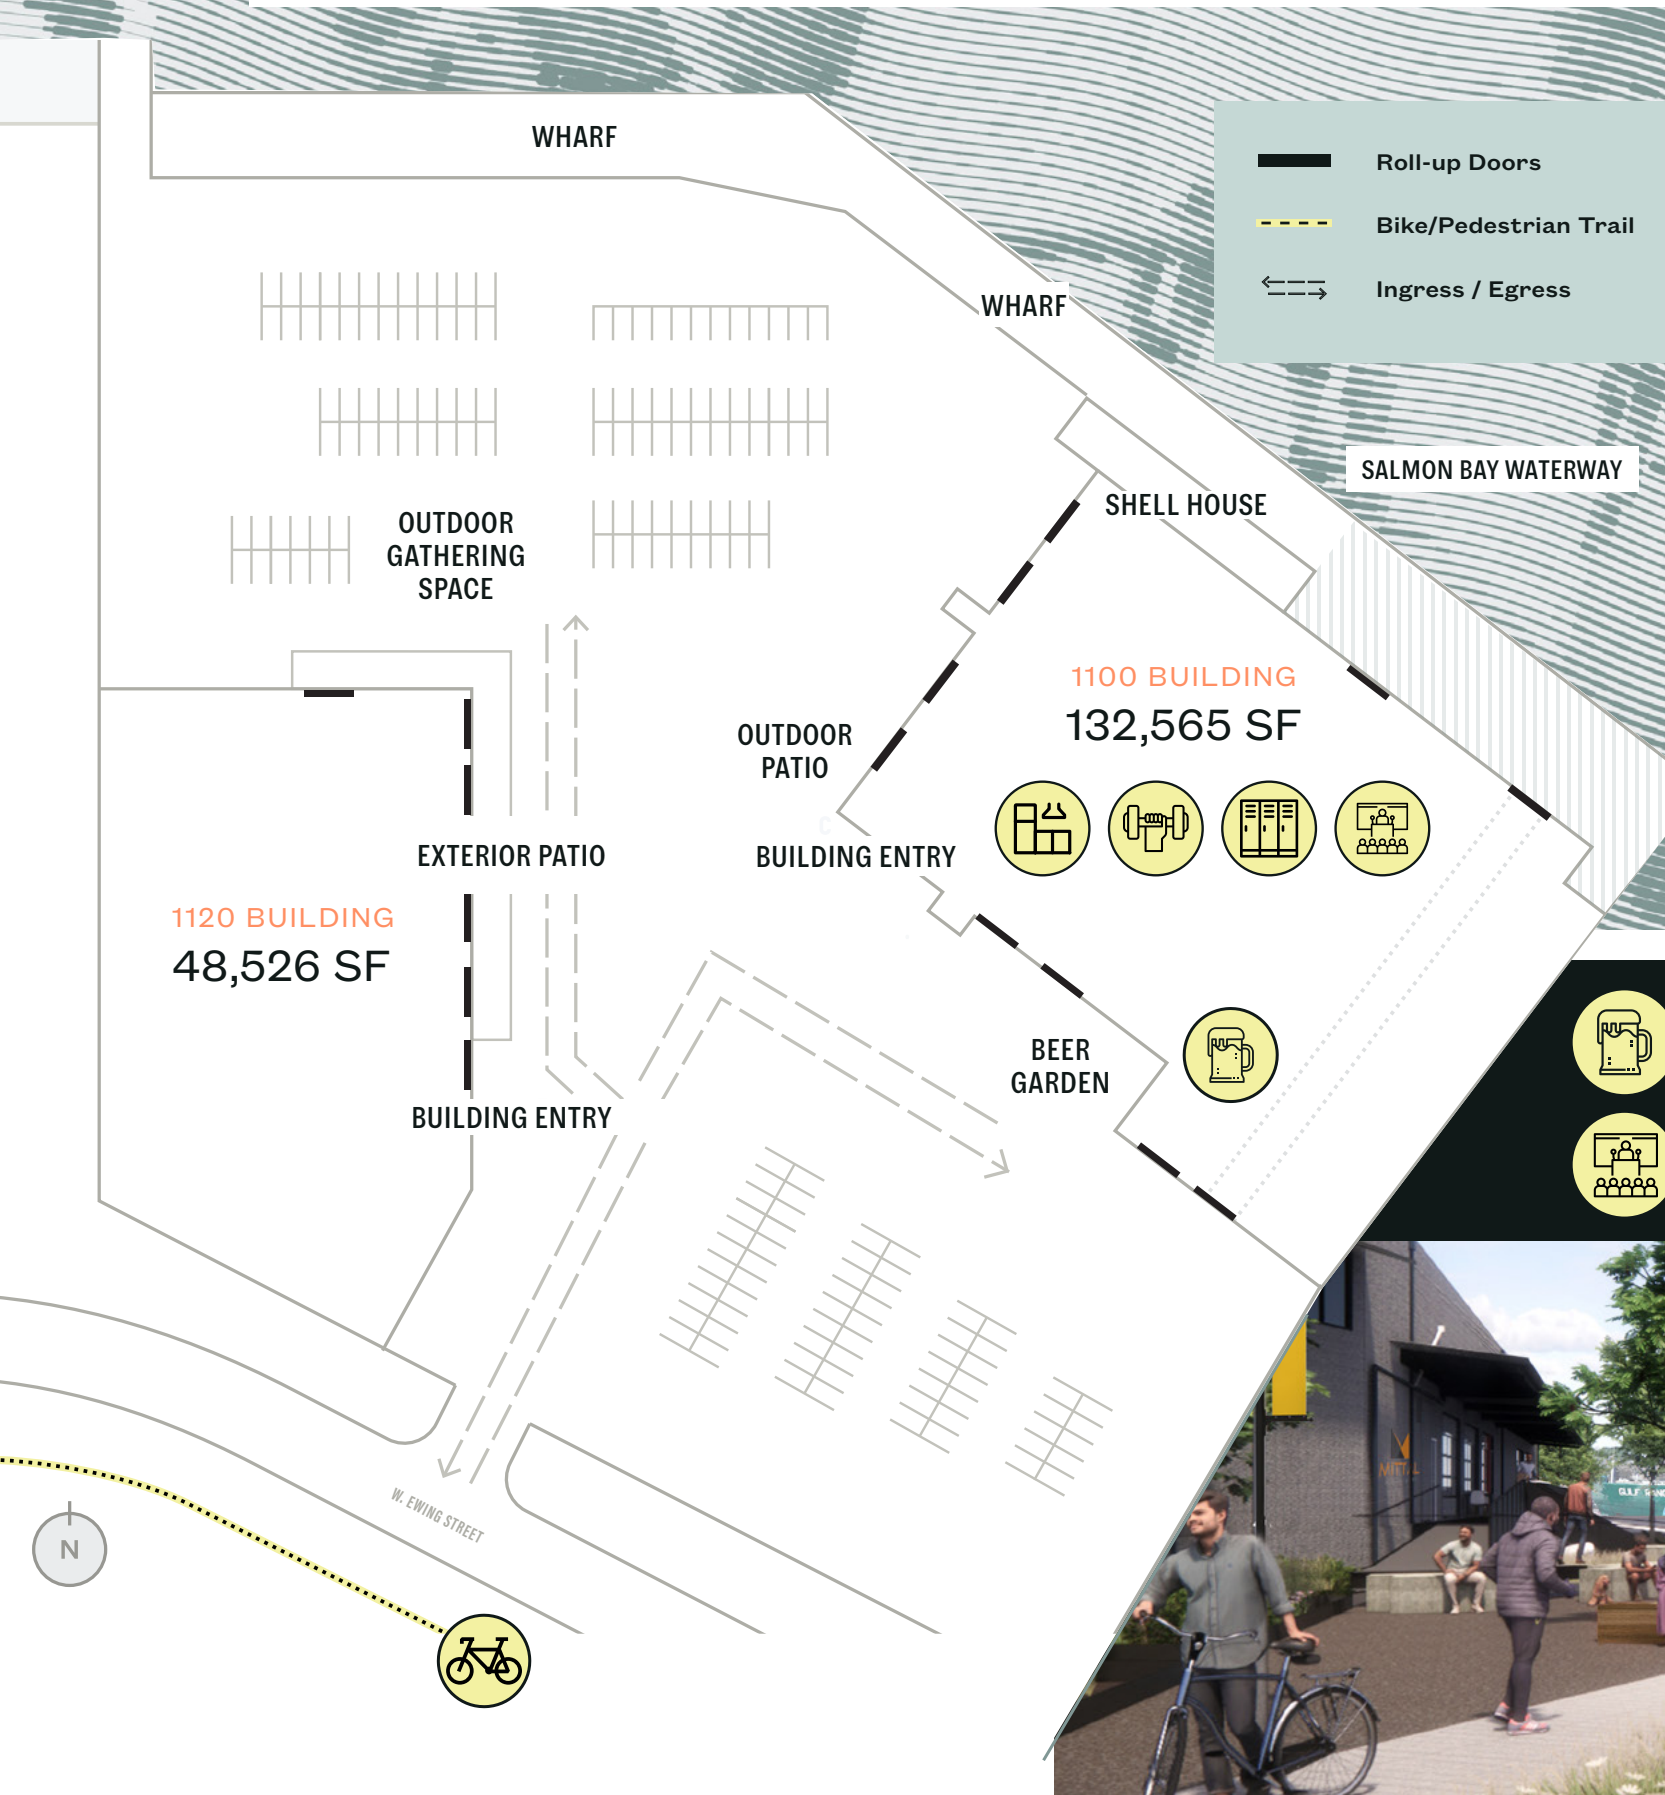 WHARF
Roll-up Doors
Bike/Pedestrian Trail
Ingress / Egress
WHARF
SALMON BAY WATERWAY
SHELL HOUSE
OUTDOOR
GATHERING
SPACE
1100 BUILDING
132,565 SF
OUTDOOR
PATIO
EXTERIOR PATIO
BUILDING ENTRY
1120 BUILDING
48,526 SF
BEER
GARDEN
BUILDING ENTRY
W. EWING STREET
N